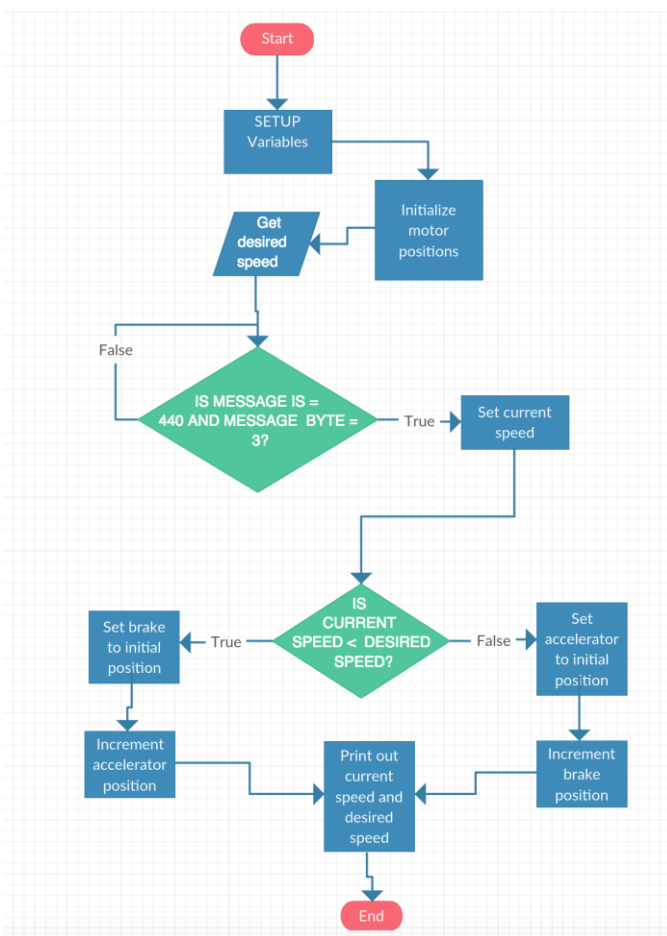 Start
SETUP
Variables
Initialize
motor
positions
Get
desired
speed
False
IS MESSAGE IS =
440 AND MESSAGE BYTE =
3?
True
Set current
speed
IS
CURRENT
SPEED < DESIRED
SPEED?
True
Set brake
to initial
position
False
Set
accelerator
to initial
position
Increment
accelerator
position
Print out
current
speed and
desired
speed
Increment
brake
position
End